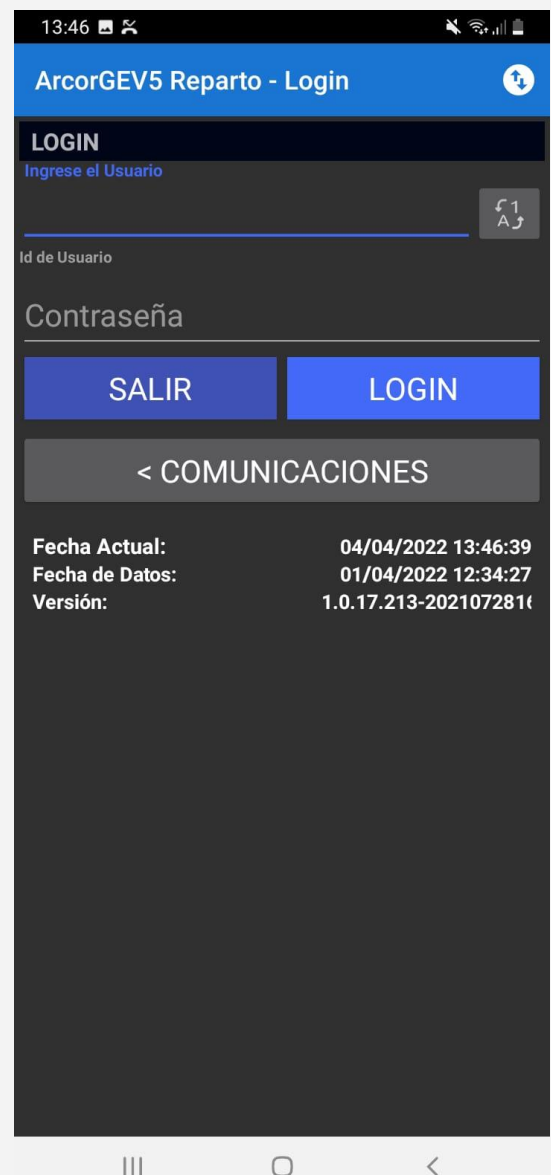 13:46
ArcorGEV5 Reparto - Login
LOGIN
Ingrese el Usuario
1
A
Id de Usuario
Contraseña
SALIR LOGIN
< COMUNICACIONES
Fecha Actual: 04/04/2022 13:46:39
Fecha de Datos: 01/04/2022 12:34:27
Versión: 1.0.17.213-202107281